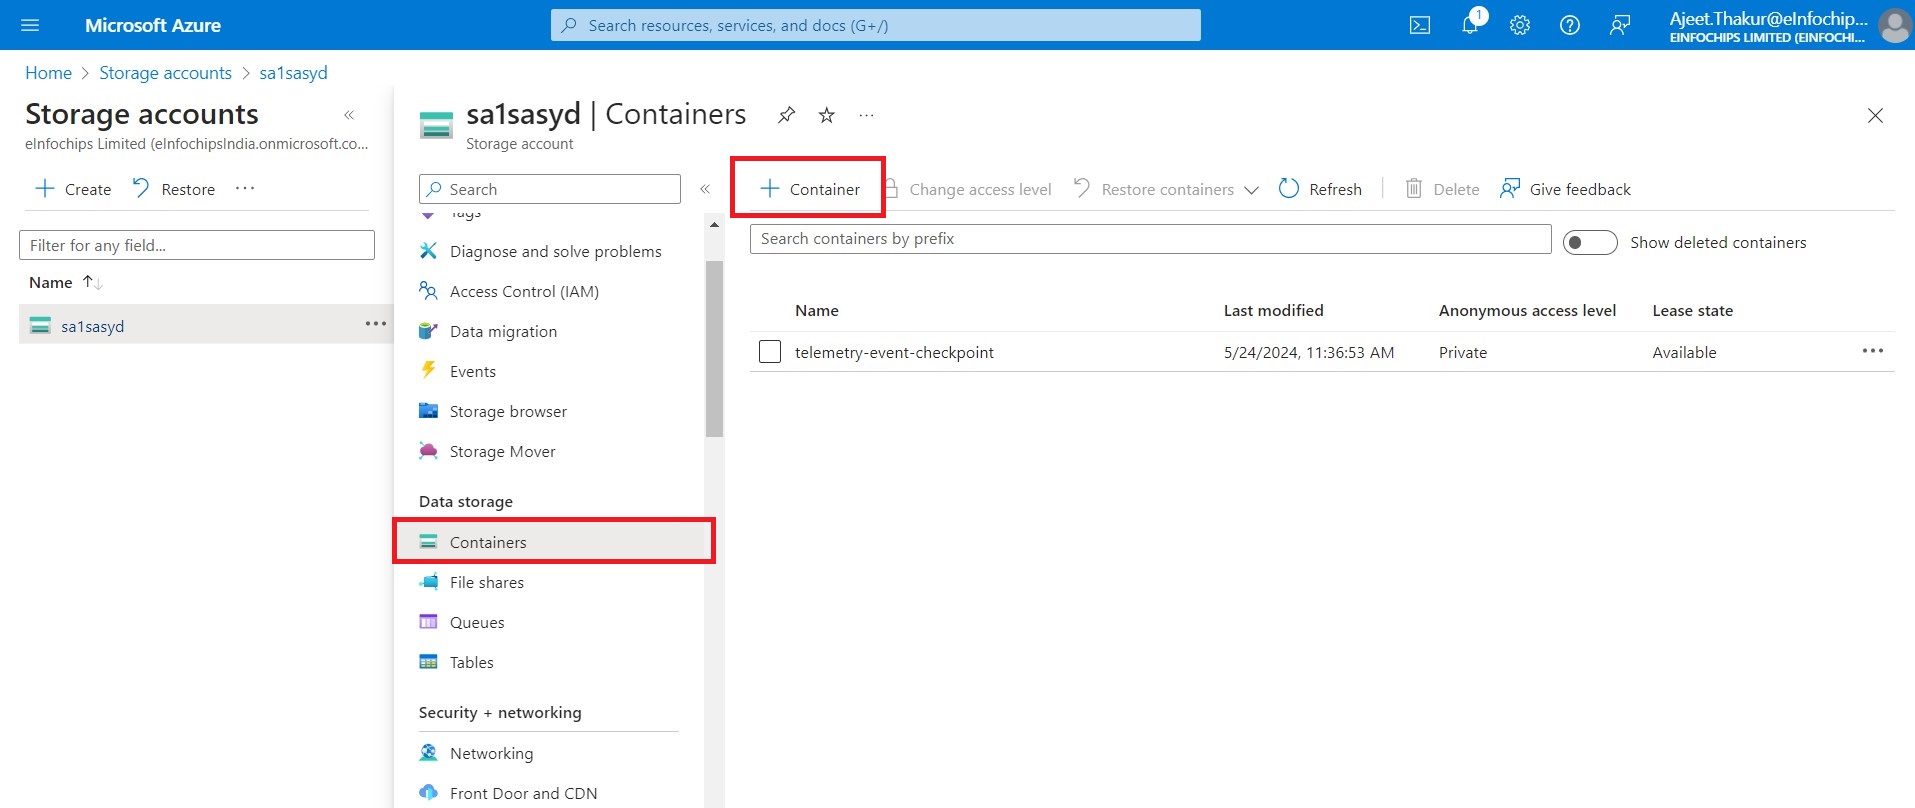 Microsoft Azure
Search resources, services, and docs (G+/)
1
Ajeet.Thakur@eInfochip...
EINFOCHIPS LIMITED (EINFOCHI...
Home > Storage accounts > sa1sasyd
Storage accounts «
eInfochips Limited (eInfochipsIndia.onmicrosoft.co...
+ Create Restore ...
Filter for any field...
Name ↑↓
sa1sasyd ...
sa1sasyd | Containers ...
Storage account
Search «
Tags
Diagnose and solve problems
Access Control (IAM)
Data migration
Events
Storage browser
Storage Mover
Data storage
Containers
File shares
Queues
Tables
Security + networking
Networking
Front Door and CDN
+ Container Change access level Restore containers Refresh Delete Give feedback
Search containers by prefix Show deleted containers
Name Last modified Anonymous access level Lease state
telemetry-event-checkpoint 5/24/2024, 11:36:53 AM Private Available ...